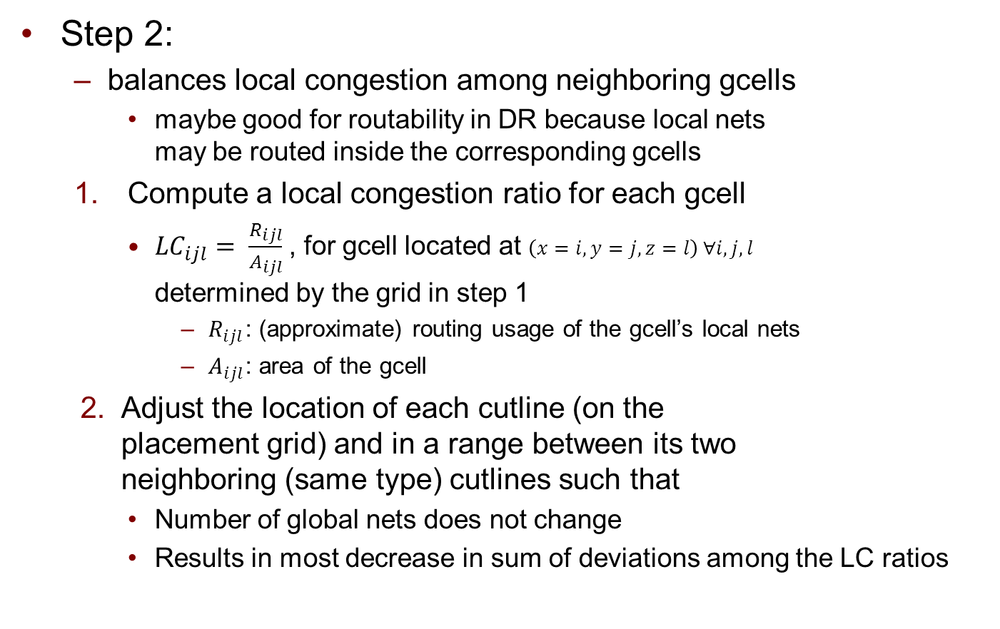 • Step 2:
– balances local congestion among neighboring gcells
• maybe good for routability in DR because local nets
may be routed inside the corresponding gcells
1. Compute a local congestion ratio for each gcell
• $LC_{ijl} = \frac{R_{ijl}}{A_{ijl}}$ , for gcell located at $(x = i, y = j, z = l)\ \forall i, j, l$
determined by the grid in step 1
– $R_{ijl}$: (approximate) routing usage of the gcell’s local nets
– $A_{ijl}$: area of the gcell
2. Adjust the location of each cutline (on the
placement grid) and in a range between its two
neighboring (same type) cutlines such that
• Number of global nets does not change
• Results in most decrease in sum of deviations among the LC ratios